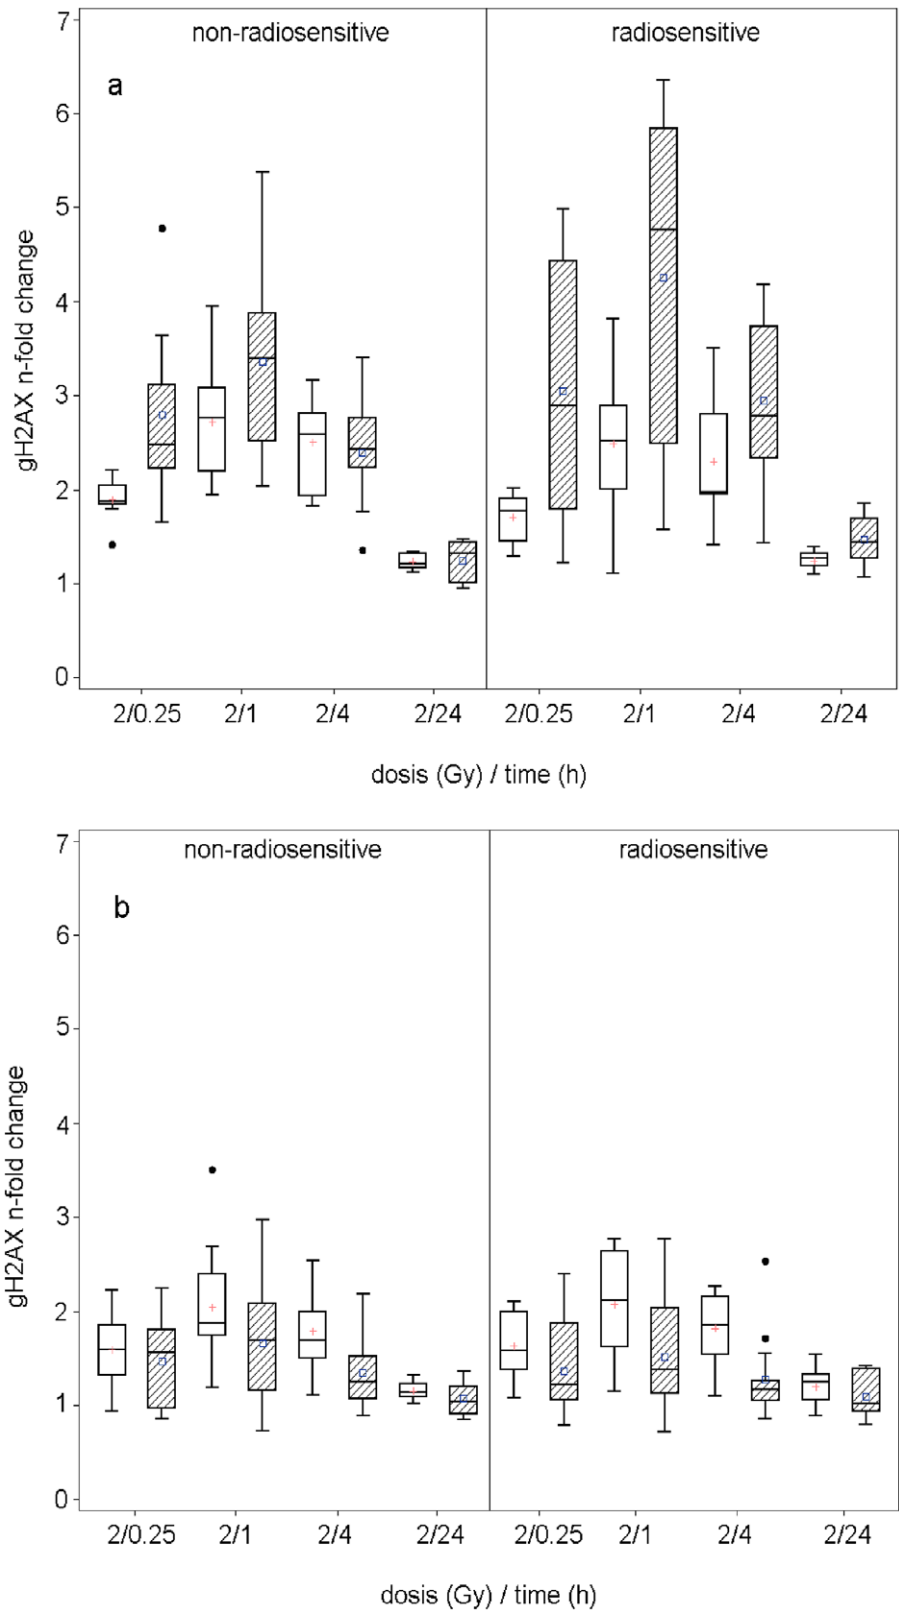 non-radiosensitive radiosensitive
a
7
6
5
4
3
2
1
0
gH2AX n-fold change
2/0.25 2/1 2/4 2/24 2/0.25 2/1 2/4 2/24
dosis (Gy) / time (h)
non-radiosensitive radiosensitive
b
7
6
5
4
3
2
1
0
gH2AX n-fold change
2/0.25 2/1 2/4 2/24 2/0.25 2/1 2/4 2/24
dosis (Gy) / time (h)